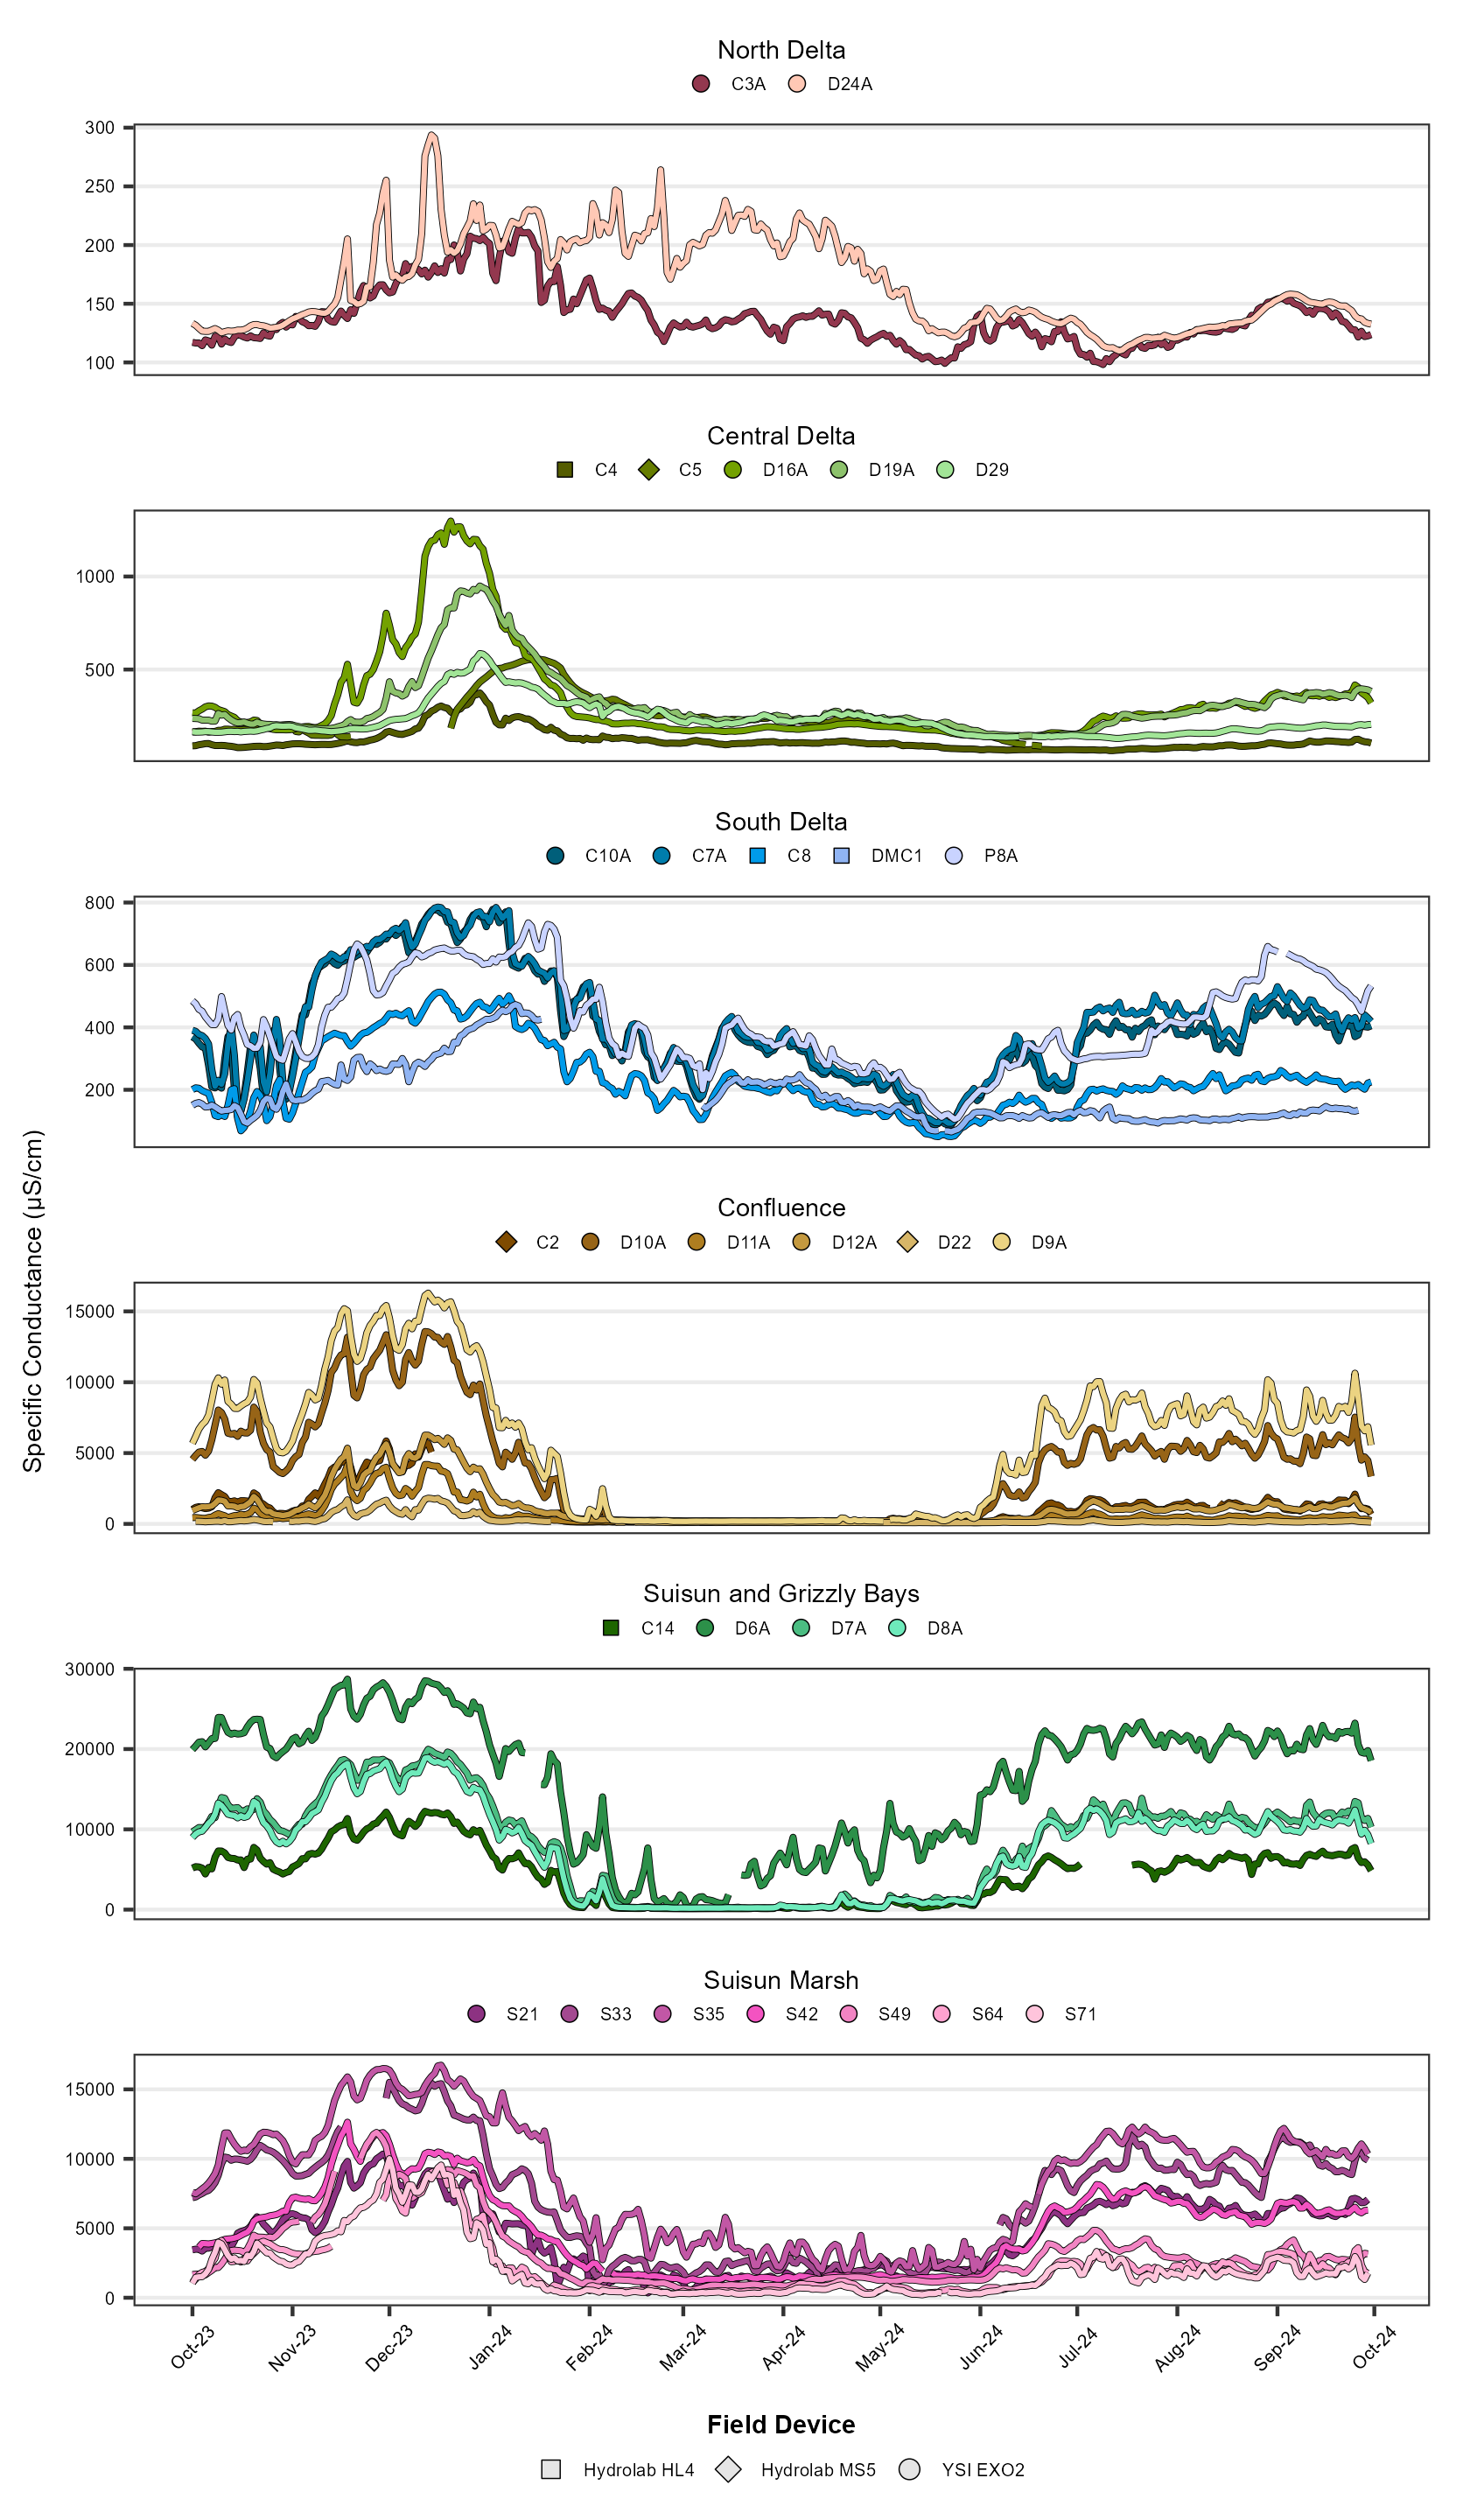 North Delta
C3A D24A
300
250
200
150
100
Central Delta
C4 C5 D16A D19A D29
1000
500
South Delta
C10A C7A C8 DMC1 P8A
800
600
400
200
Specific Conductance (µS/cm)
Confluence
C2 D10A D11A D12A D22 D9A
15000
10000
5000
0
Suisun and Grizzly Bays
C14 D6A D7A D8A
30000
20000
10000
0
Suisun Marsh
S21 S33 S35 S42 S49 S64 S71
15000
10000
5000
0
Oct-23 Nov-23 Dec-23 Jan-24 Feb-24 Mar-24 Apr-24 May-24 Jun-24 Jul-24 Aug-24 Sep-24 Oct-24
Field Device
Hydrolab HL4 Hydrolab MS5 YSI EXO2